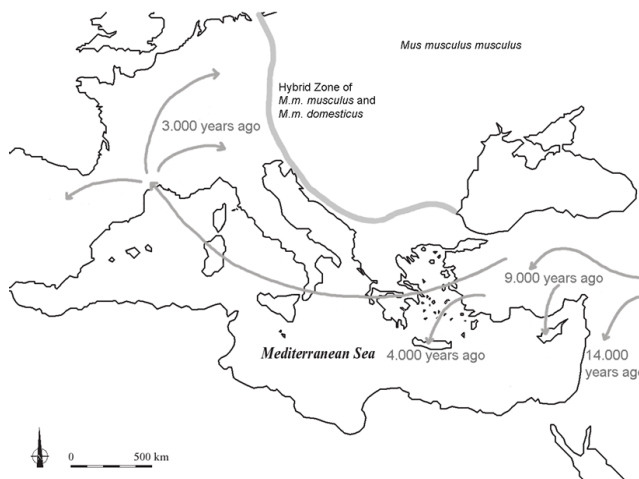 Mus musculus musculus
Hybrid Zone of
M.m. musculus and
M.m. domesticus
3.000 years ago
9.000 years ago
Mediterranean Sea
4.000 years ago
14.000
years ago
0 500 km